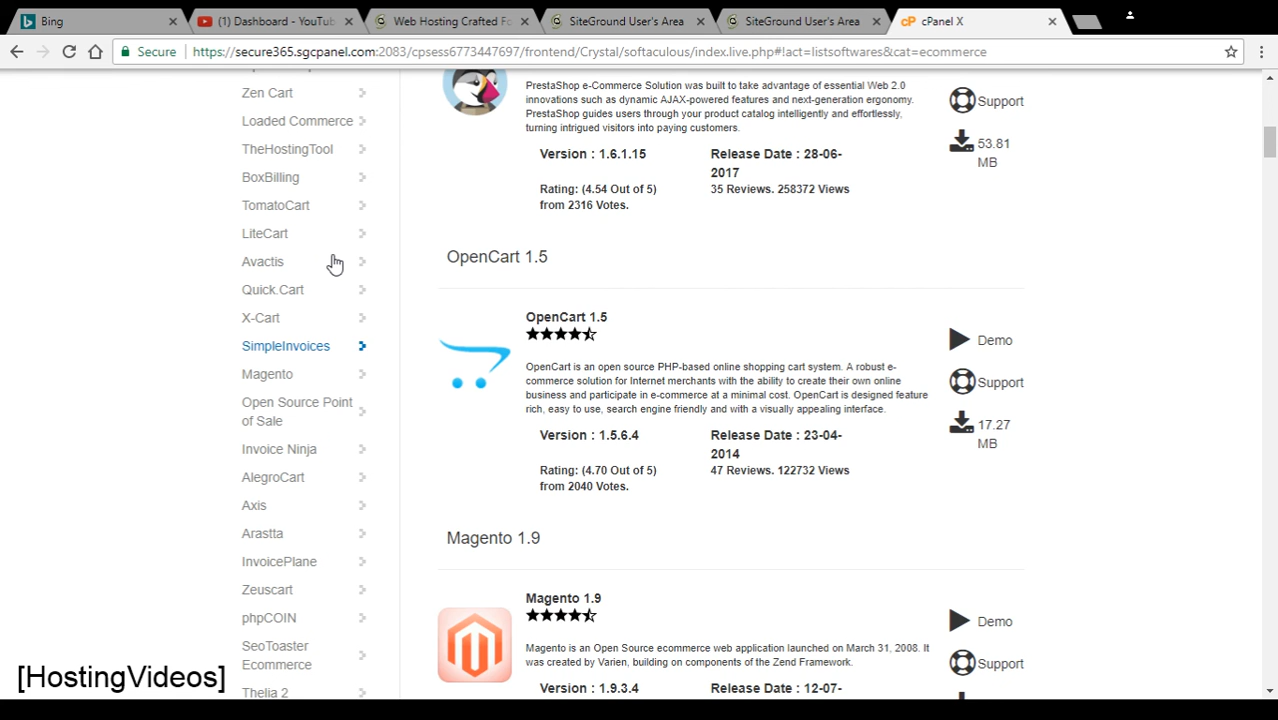 Bing
(1) Dashboard - YouTub
Web Hosting Crafted Fo
SiteGround User's Area
SiteGround User's Area
cP cPanel X
Secure https://secure365.sgcpanel.com:2083/cpsess6773447697/frontend/Crystal/softaculous/index.live.php#!act=listsoftwares&cat=ecommerce
Zen Cart
Loaded Commerce
TheHostingTool
BoxBilling
TomatoCart
LiteCart
Avactis
Quick.Cart
X-Cart
SimpleInvoices
Magento
Open Source Point
of Sale
Invoice Ninja
AlegroCart
Axis
Arastta
InvoicePlane
Zeuscart
phpCOIN
SeoToaster
Ecommerce
Thelia 2
PrestaShop e-Commerce Solution was built to take advantage of essential Web 2.0
innovations such as dynamic AJAX-powered features and next-generation ergonomy.
PrestaShop guides users through your product catalog intelligently and effortlessly,
turning intrigued visitors into paying customers.
Version : 1.6.1.15
Release Date : 28-06-
2017
Rating: (4.54 Out of 5)
from 2316 Votes.
35 Reviews. 258372 Views
Support
53.81
MB
OpenCart 1.5
OpenCart 1.5
OpenCart is an open source PHP-based online shopping cart system. A robust e-
commerce solution for Internet merchants with the ability to create their own online
business and participate in e-commerce at a minimal cost. OpenCart is designed feature
rich, easy to use, search engine friendly and with a visually appealing interface.
Version : 1.5.6.4
Release Date : 23-04-
2014
Rating: (4.70 Out of 5)
from 2040 Votes.
47 Reviews. 122732 Views
Demo
Support
17.27
MB
Magento 1.9
Magento 1.9
Magento is an Open Source ecommerce web application launched on March 31, 2008. It
was created by Varien, building on components of the Zend Framework.
Version : 1.9.3.4
Release Date : 12-07-
Demo
Support
[HostingVideos]